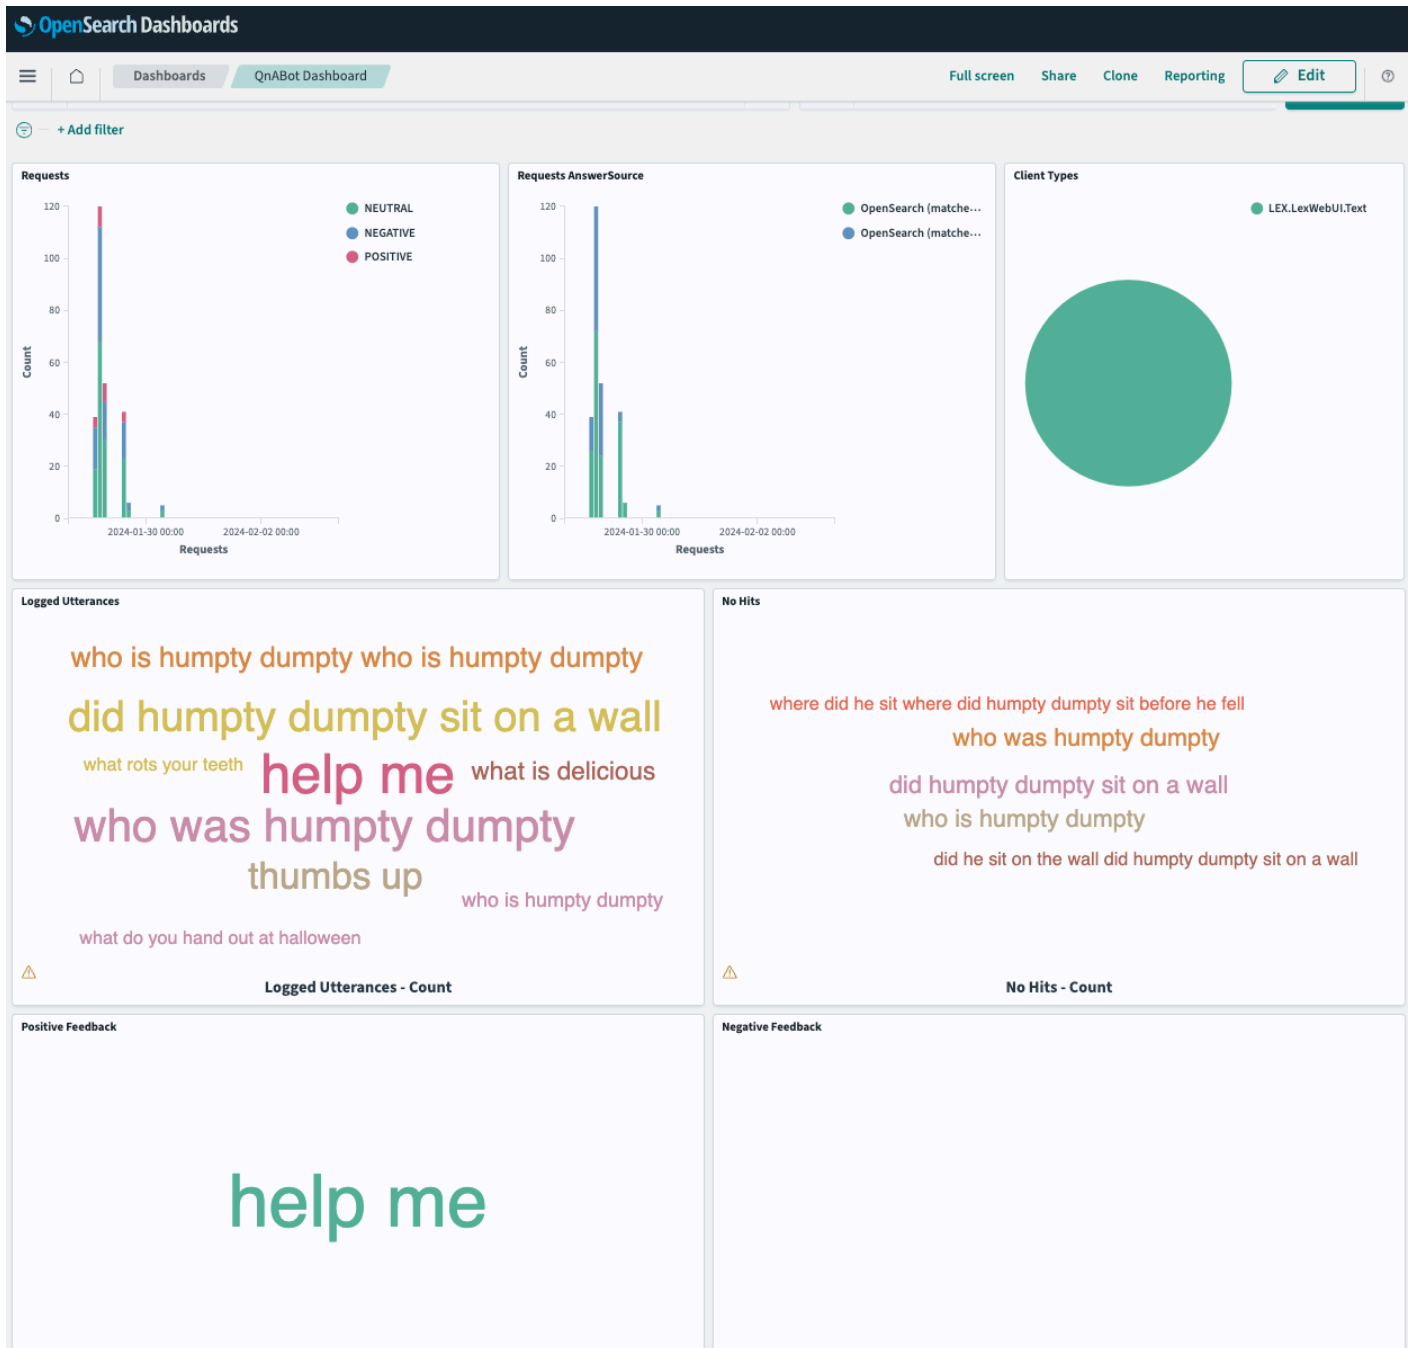 OpenSearch Dashboards
Dashboards QnABot Dashboard Full screen Share Clone Reporting Edit
+ Add filter
Requests
120
100
80
60
40
20
0
Count
2024-01-30 00:00 2024-02-02 00:00
Requests
NEUTRAL
NEGATIVE
POSITIVE
Requests AnswerSource
120
100
80
60
40
20
0
Count
2024-01-30 00:00 2024-02-02 00:00
Requests
OpenSearch (matche...
OpenSearch (matche...
Client Types
LEX.LexWebUI.Text
Logged Utterances
who is humpty dumpty who is humpty dumpty
did humpty dumpty sit on a wall
what rots your teeth
help me
what is delicious
who was humpty dumpty
thumbs up
who is humpty dumpty
what do you hand out at halloween
Logged Utterances - Count
No Hits
where did he sit where did humpty dumpty sit before he fell
who was humpty dumpty
did humpty dumpty sit on a wall
who is humpty dumpty
did he sit on the wall did humpty dumpty sit on a wall
No Hits - Count
Positive Feedback
help me
Negative Feedback